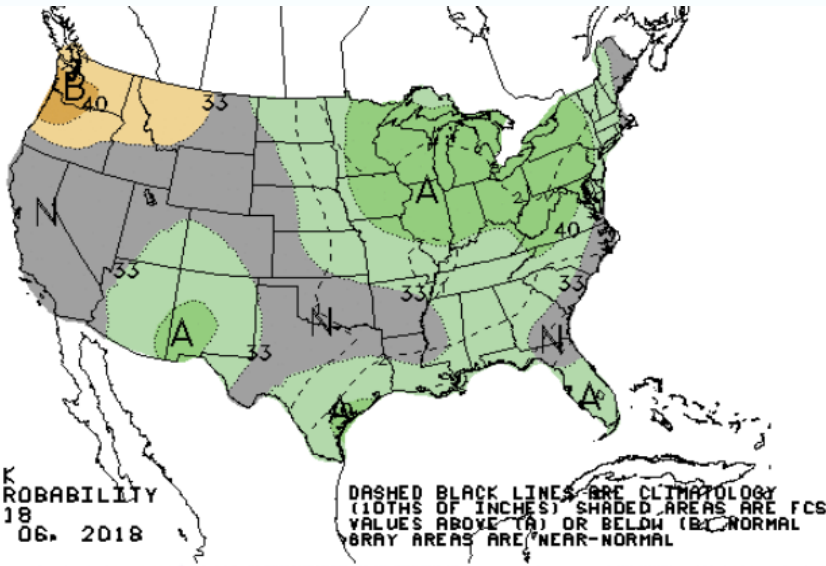 B
40
33
N
A
2
40
33
33
33
A
33
N
N
A
A
K
ROBABILITY
18
06. 2018
DASHED BLACK LINES ARE CLIMATOLOGY
(10THS OF INCHES) SHADED AREAS ARE FCS
VALUES ABOVE (A) OR BELOW (B) NORMAL
GRAY AREAS ARE NEAR-NORMAL